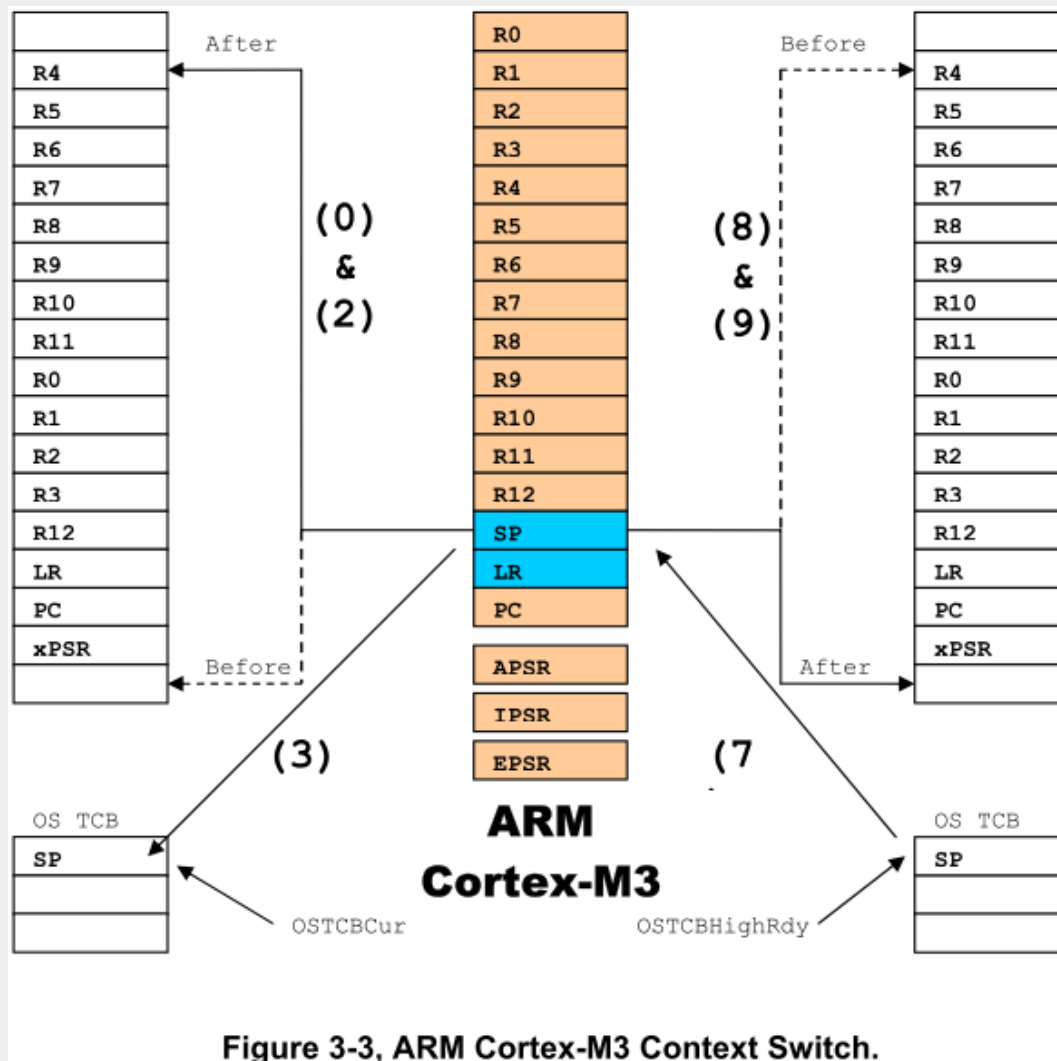 After
R4
R5
R6
R7
R8
R9
R10
R11
R0
R1
R2
R3
R12
LR
PC
xPSR
Before
(0)
&
(2)
(3)
OS TCB
SP
OSTCBCur
R0
R1
R2
R3
R4
R5
R6
R7
R8
R9
R10
R11
R12
SP
LR
PC
APSR
IPSR
EPSR
ARM
Cortex-M3
Before
(8)
&
(9)
After
(7
OSTCBHighRdy
R4
R5
R6
R7
R8
R9
R10
R11
R0
R1
R2
R3
R12
LR
PC
xPSR
OS TCB
SP
Figure 3-3, ARM Cortex-M3 Context Switch.